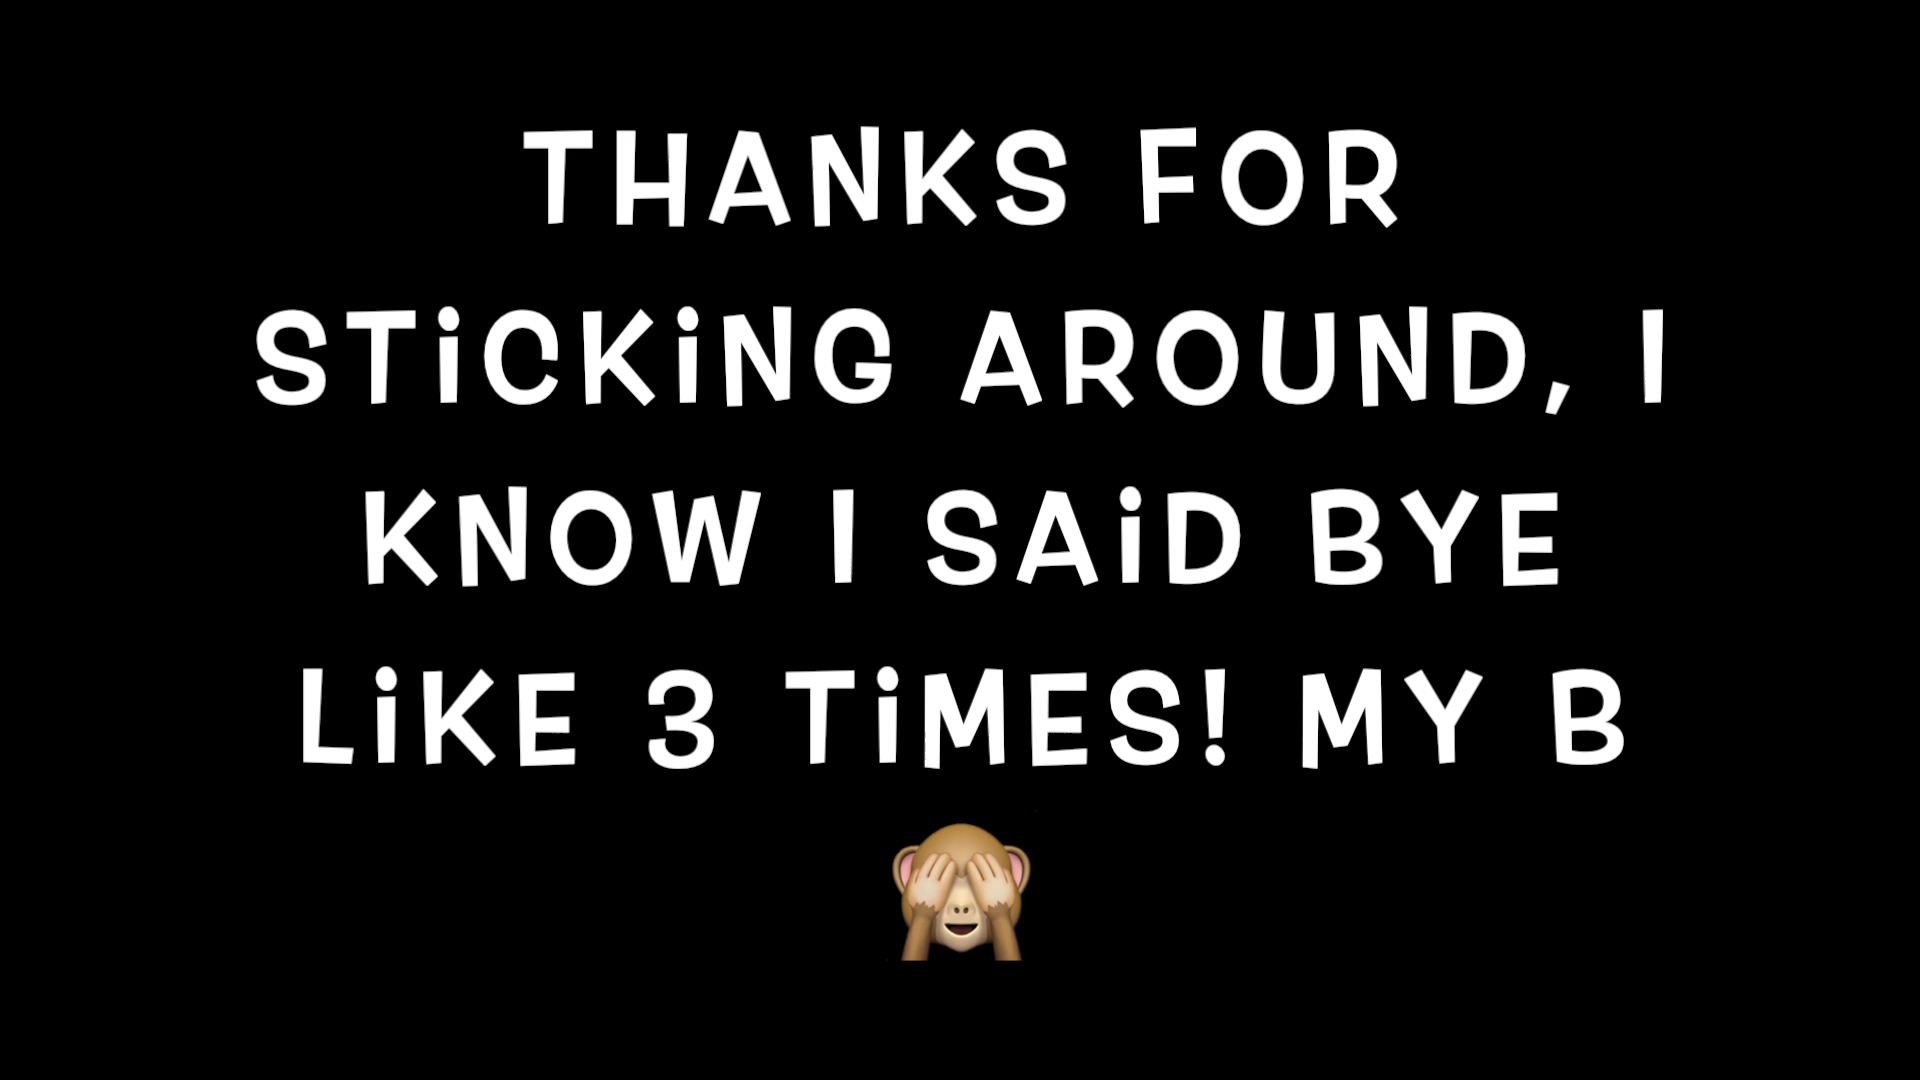 THANKS FOR
STiCKiNG AROUND, I
KNOW I SAiD BYE
LiKE 3 TiMES! MY B
🙈